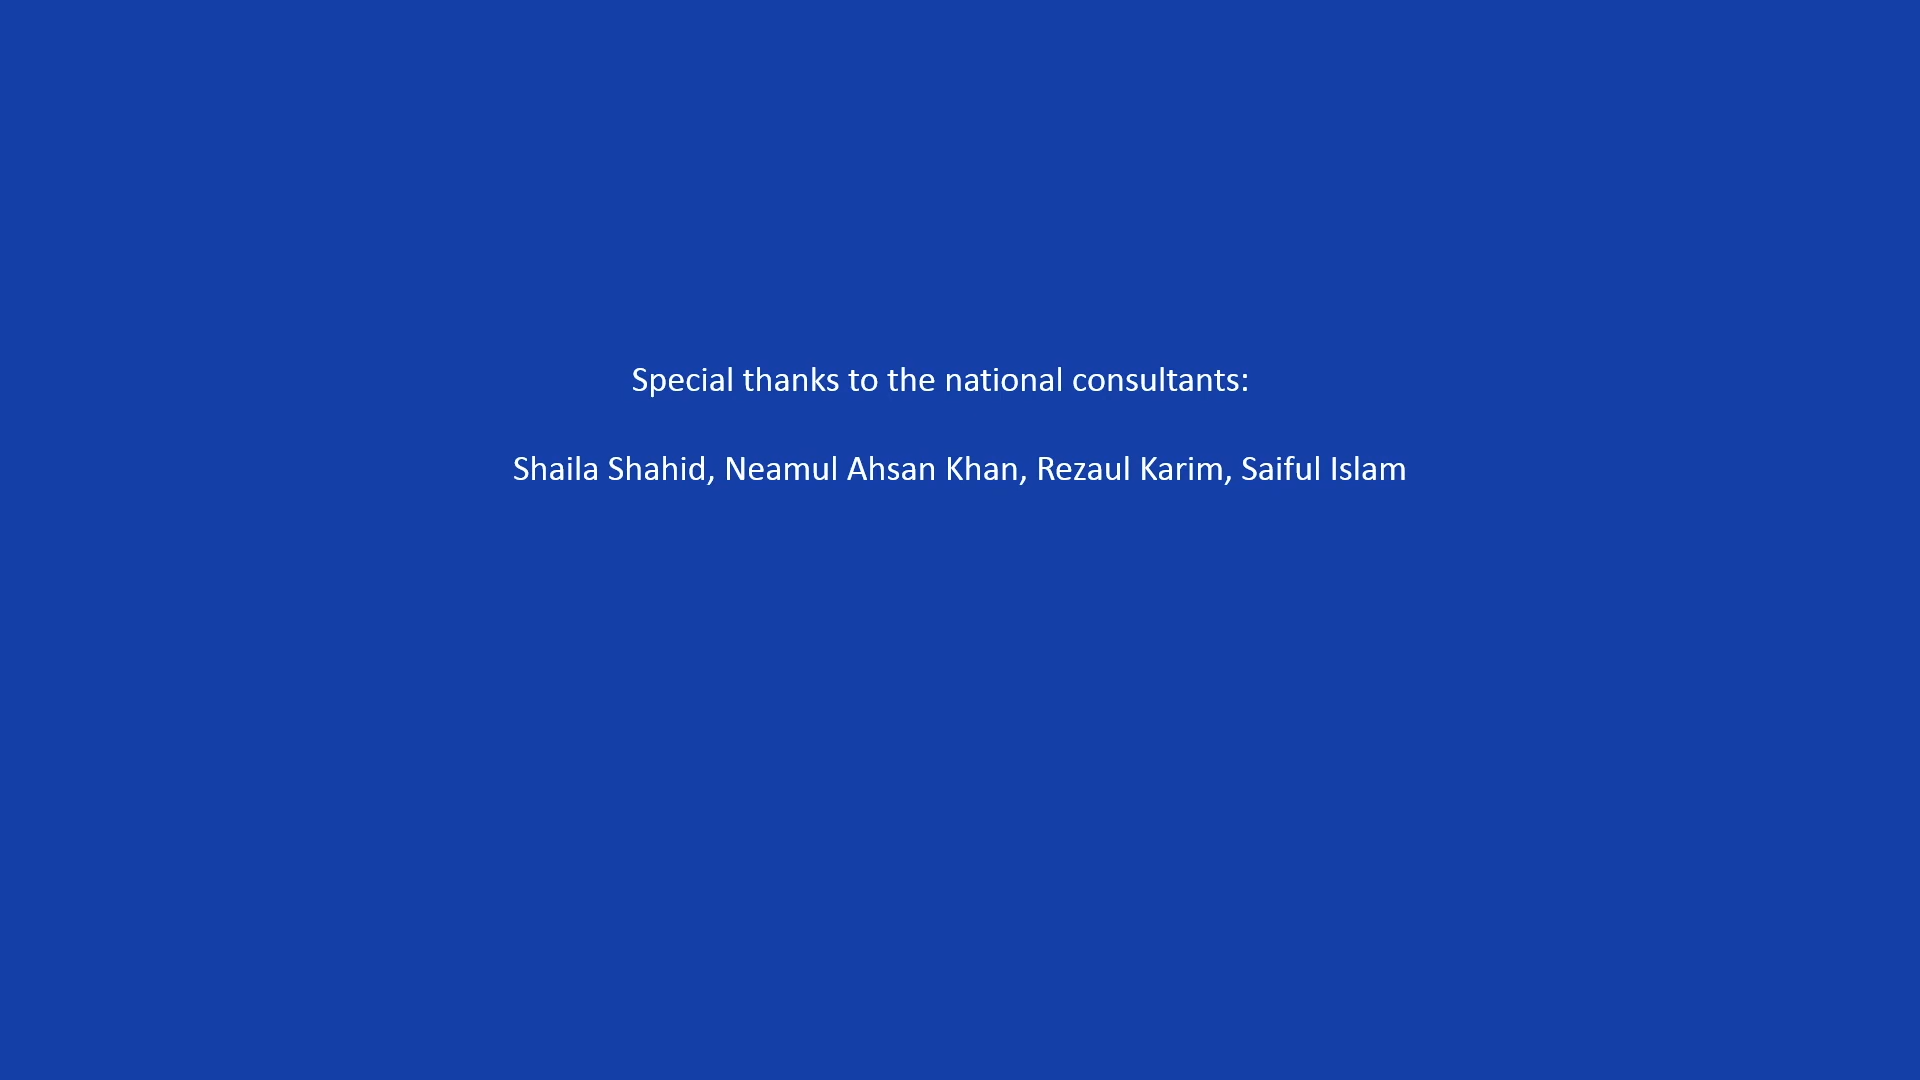 Special thanks to the national consultants:
Shaila Shahid, Neamul Ahsan Khan, Rezaul Karim, Saiful Islam